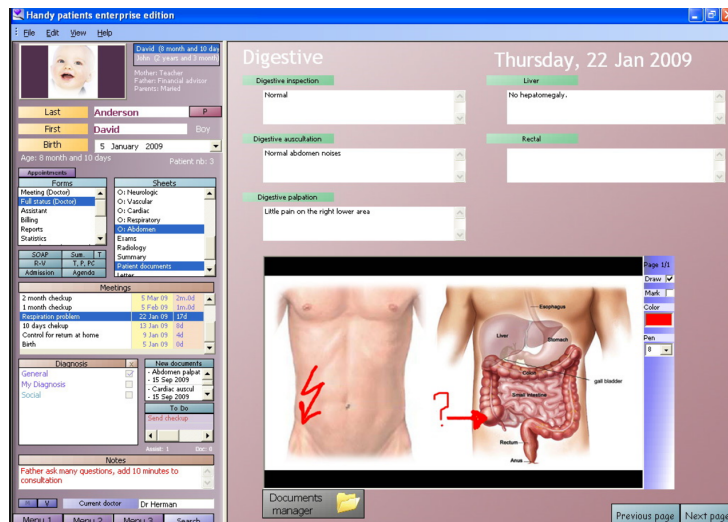 Handy patients enterprise edition
File Edit View Help
David (8 month and 10 day
John (2 years and 3 month
Mother: Teacher
Father: Financial advisor
Parents: Maried
Last Anderson P
First David Boy
Birth 5 January 2009
Age: 8 month and 10 days
Patient nb: 3
Appointments
Forms
Meeting (Doctor)
Full status (Doctor)
Assistant
Billing
Reports
Statistics
Sheets
O: Neurologic
O: Vascular
O: Cardiac
O: Respiratory
O: Abdomen
Exams
Radiology
Summary
Patient documents
Letter
SOAP Sum. T
R-V T, P, PC
Admission Agenda
Meetings
2 month checkup 5 Mar 09 2m.0d
1 month checkup 5 Feb 09 1m.0d
Respiration problem 22 Jan 09 17d
10 days chekup 13 Jan 09 8d
Control for return at home 9 Jan 09 4d
Birth 5 Jan 09 0d
Diagnosis X
General
My Diagnosis
Social
New documents
- Abdomen palpat
- 15 Sep 2009
- Cardiac auscul
- 15 Sep 2009
To Do
Send checkup
Assist: 1 Doc: 0
Notes
Father ask many questions, add 10 minutes to
consultation
V Current doctor Dr Herman
Menu 1 Menu 2 Menu 3 Search
Digestive
Thursday, 22 Jan 2009
Digestive inspection
Normal
Liver
No hepatomegaly.
Digestive auscultation
Normal abdomen noises
Rectal
Digestive palpation
Little pain on the right lower area
Esophagus
Liver
Stomach
Colon
gall bladder
Small Intestine
Rectum
Anus
?
Page 1/1
Draw
Mark
Color
Pen
8
Documents
manager
Previous page Next page